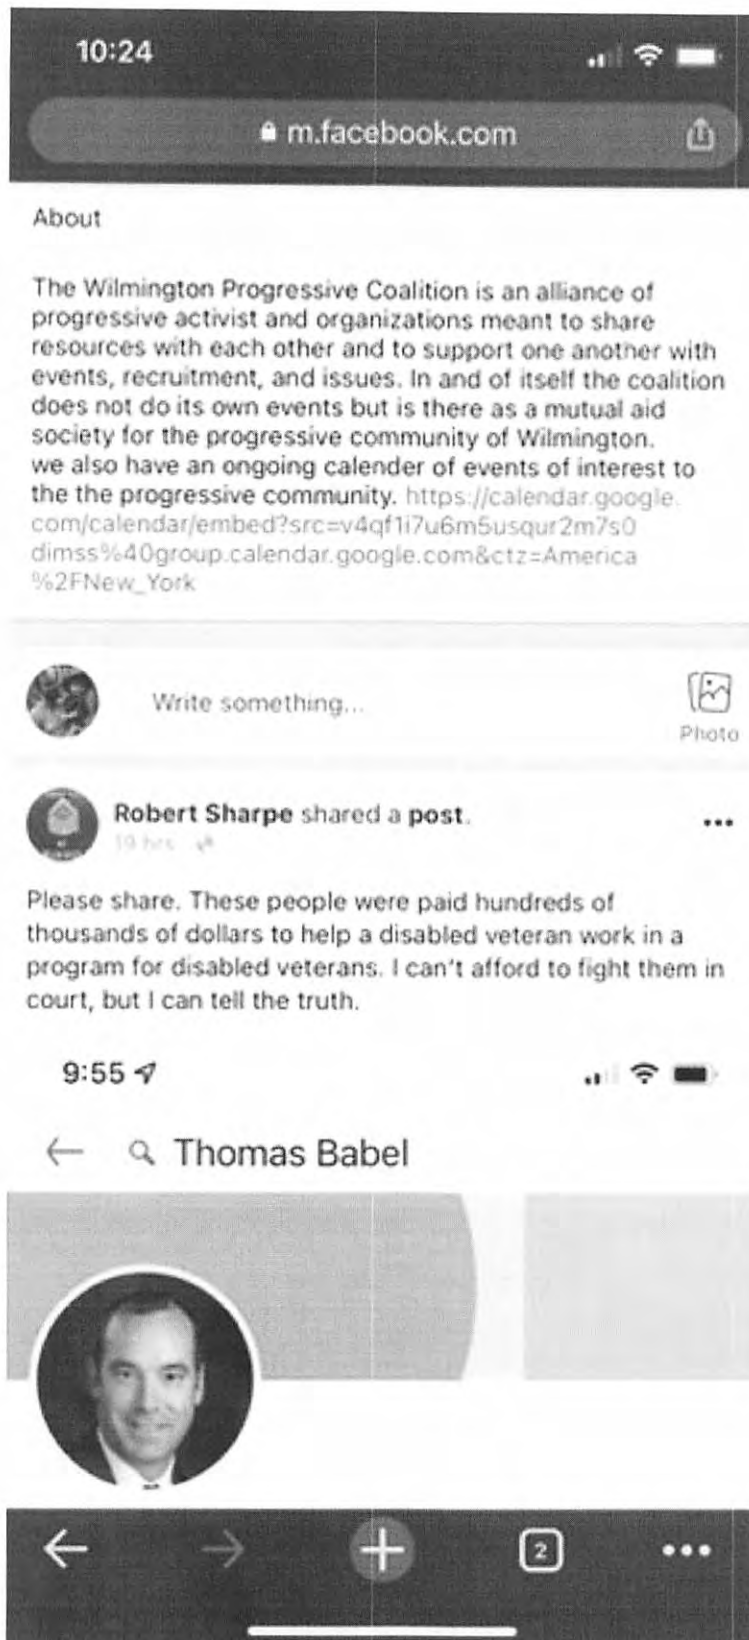 10:24
m.facebook.com
About
The Wilmington Progressive Coalition is an alliance of
progressive activist and organizations meant to share
resources with each other and to support one another with
events, recruitment, and issues. In and of itself the coalition
does not do its own events but is there as a mutual aid
society for the progressive community of Wilmington.
we also have an ongoing calender of events of interest to
the the progressive community. https://calendar.google.
com/calendar/embed?src=v4qf1i7u6m5usqur2m7s0
dimss%40group.calendar.google.com&ctz=America
%2FNew_York
Write something...
Photo
Robert Sharpe shared a post.
19 hrs
Please share. These people were paid hundreds of
thousands of dollars to help a disabled veteran work in a
program for disabled veterans. I can't afford to fight them in
court, but I can tell the truth.
9:55
Thomas Babel
2